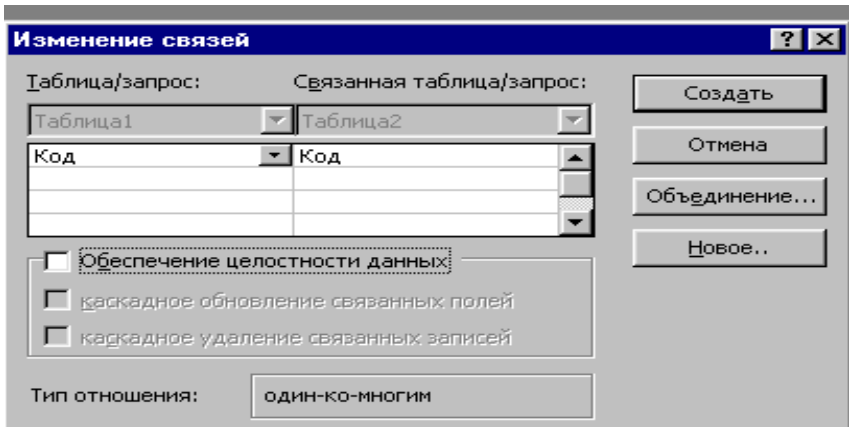 Изменение связей
Таблица/запрос: Связанная таблица/запрос:
Таблица1 Таблица2
Код Код
Создать
Отмена
Объединение...
Новое..
Обеспечение целостности данных
каскадное обновление связанных полей
каскадное удаление связанных записей
Тип отношения: один-ко-многим